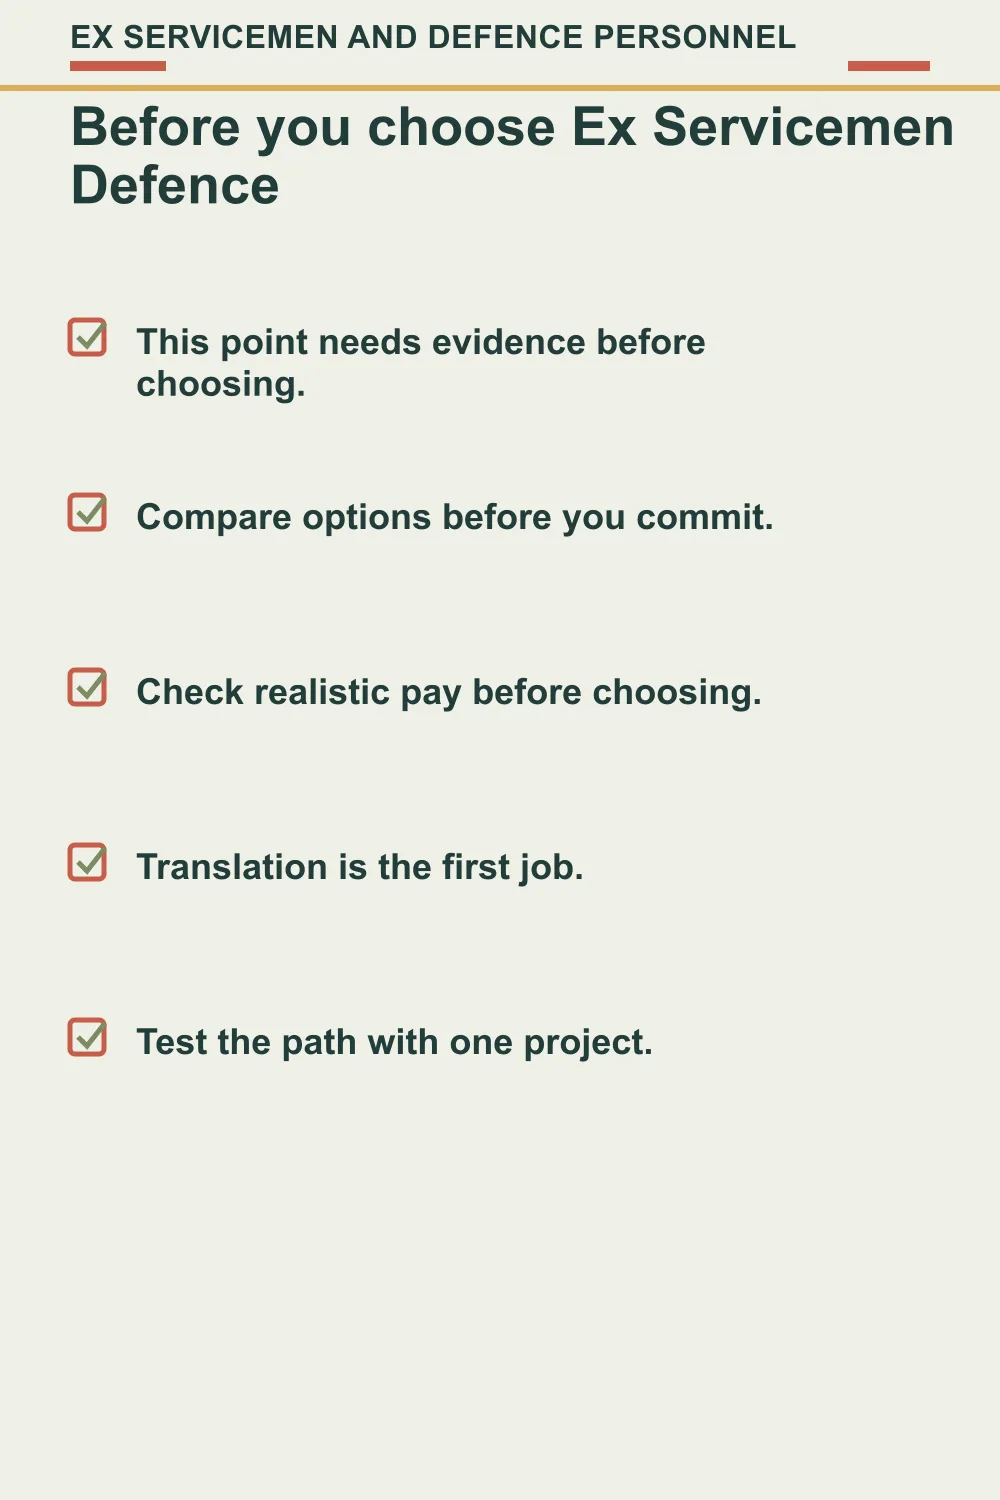 EX SERVICEMEN AND DEFENCE PERSONNEL
Before you choose Ex Servicemen
Defence
This point needs evidence before
choosing.
Compare options before you commit.
Check realistic pay before choosing.
Translation is the first job.
Test the path with one project.